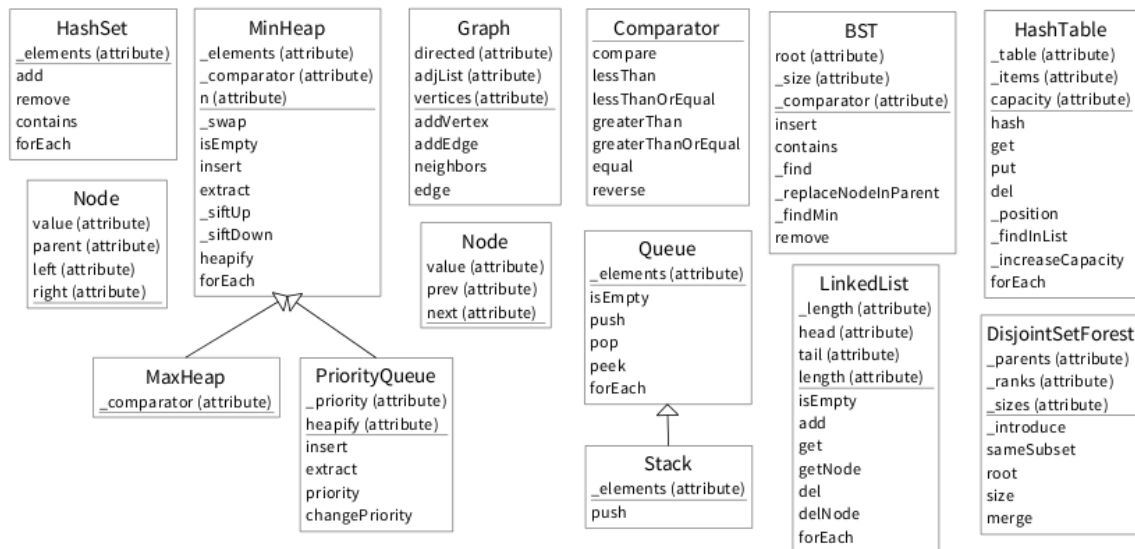 HashSet
_elements (attribute)
add
remove
contains
forEach
MinHeap
_elements (attribute)
_comparator (attribute)
n (attribute)
_swap
isEmpty
insert
extract
_siftUp
_siftDown
heapify
forEach
Graph
directed (attribute)
adjList (attribute)
vertices (attribute)
addVertex
addEdge
neighbors
edge
Comparator
compare
lessThan
lessThanOrEqual
greaterThan
greaterThanOrEqual
equal
reverse
BST
root (attribute)
_size (attribute)
_comparator (attribute)
insert
contains
_find
_replaceNodeInParent
_findMin
remove
HashTable
_table (attribute)
_items (attribute)
capacity (attribute)
hash
get
put
del
_position
_findInList
_increaseCapacity
forEach
Node
value (attribute)
parent (attribute)
left (attribute)
right (attribute)
Node
value (attribute)
prev (attribute)
next (attribute)
Queue
_elements (attribute)
isEmpty
push
pop
peek
forEach
LinkedList
_length (attribute)
head (attribute)
tail (attribute)
length (attribute)
isEmpty
add
get
getNode
del
delNode
forEach
DisjointSetForest
_parents (attribute)
_ranks (attribute)
_sizes (attribute)
_introduce
sameSubset
root
size
merge
MaxHeap
_comparator (attribute)
PriorityQueue
_priority (attribute)
heapify (attribute)
insert
extract
priority
changePriority
Stack
_elements (attribute)
push